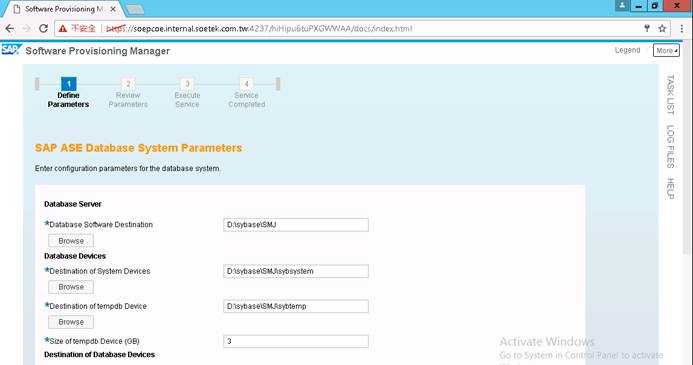 Software Provisioning M
不安全 | https://soepcoe.internal.soetek.com.tw:4237/hiHipu6tuPXGWWAA/docs/index.html
SAP Software Provisioning Manager
Legend More
1 2 3 4
Define Parameters
Review Parameters
Execute Service
Service Completed
TASK LIST
LOG FILES
HELP
SAP ASE Database System Parameters
Enter configuration parameters for the database system.
Database Server
*Database Software Destination D:\sybase\SMJ
Browse
Database Devices
*Destination of System Devices D:\sybase\SMJ\sybsystem
Browse
*Destination of tempdb Device D:\sybase\SMJ\sybtemp
Browse
*Size of tempdb Device (GB) 3
Destination of Database Devices
Activate Windows
Go to System in Control Panel to activate